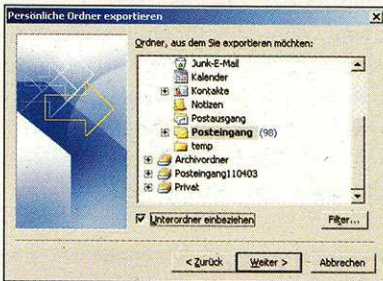 Persönliche Ordner exportieren
Ordner, aus dem Sie exportieren möchten:
Junk-E-Mail
Kalender
Kontakte
Notizen
Postausgang
Posteingang (98)
temp
Archivordner
Posteingang110403
Privat
Unterordner einbeziehen
Filter...
< Zurück
Weiter >
Abbrechen